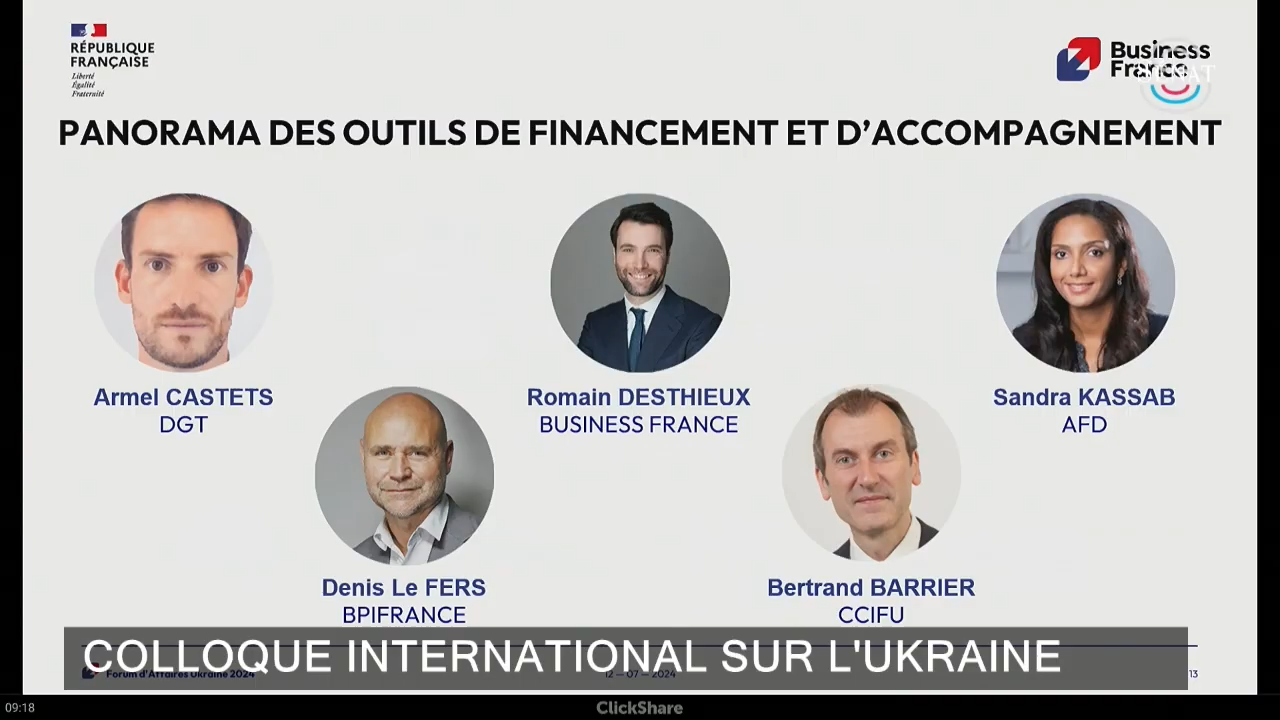 RÉPUBLIQUE
FRANÇAISE
Liberté
Égalité
Fraternité
Business
France
PANORAMA DES OUTILS DE FINANCEMENT ET D'ACCOMPAGNEMENT
Armel CASTETS
DGT
Romain DESTHIEUX
BUSINESS FRANCE
Sandra KASSAB
AFD
Denis Le FERS
BPIFRANCE
Bertrand BARRIER
CCIFU
COLLOQUE INTERNATIONAL SUR L'UKRAINE
Forum d'Affaires Ukraine 2024
12 – 07 – 2024
13
09:18
ClickShare